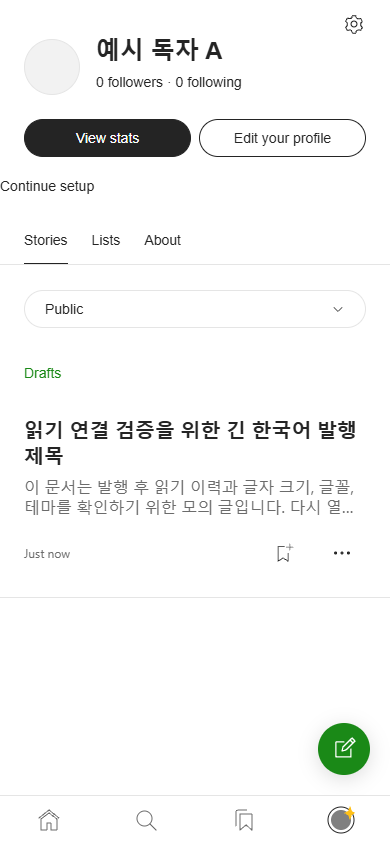 예시 독자 A
0 followers · 0 following
View stats
Edit your profile
Continue setup
Stories
Lists
About
Public
Drafts
읽기 연결 검증을 위한 긴 한국어 발행
제목
이 문서는 발행 후 읽기 이력과 글자 크기, 글꼴,
테마를 확인하기 위한 모의 글입니다. 다시 열...
Just now